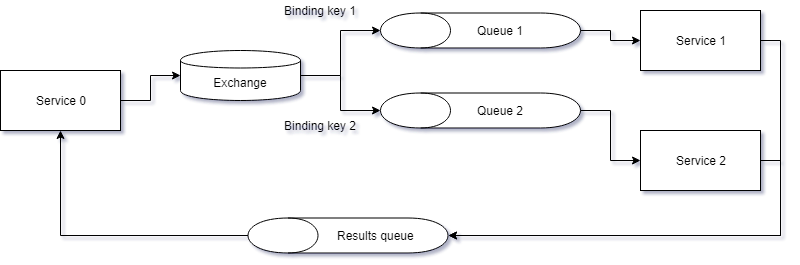 Binding key 1
Queue 1
Service 1
Exchange
Service 0
Queue 2
Binding key 2
Service 2
Results queue